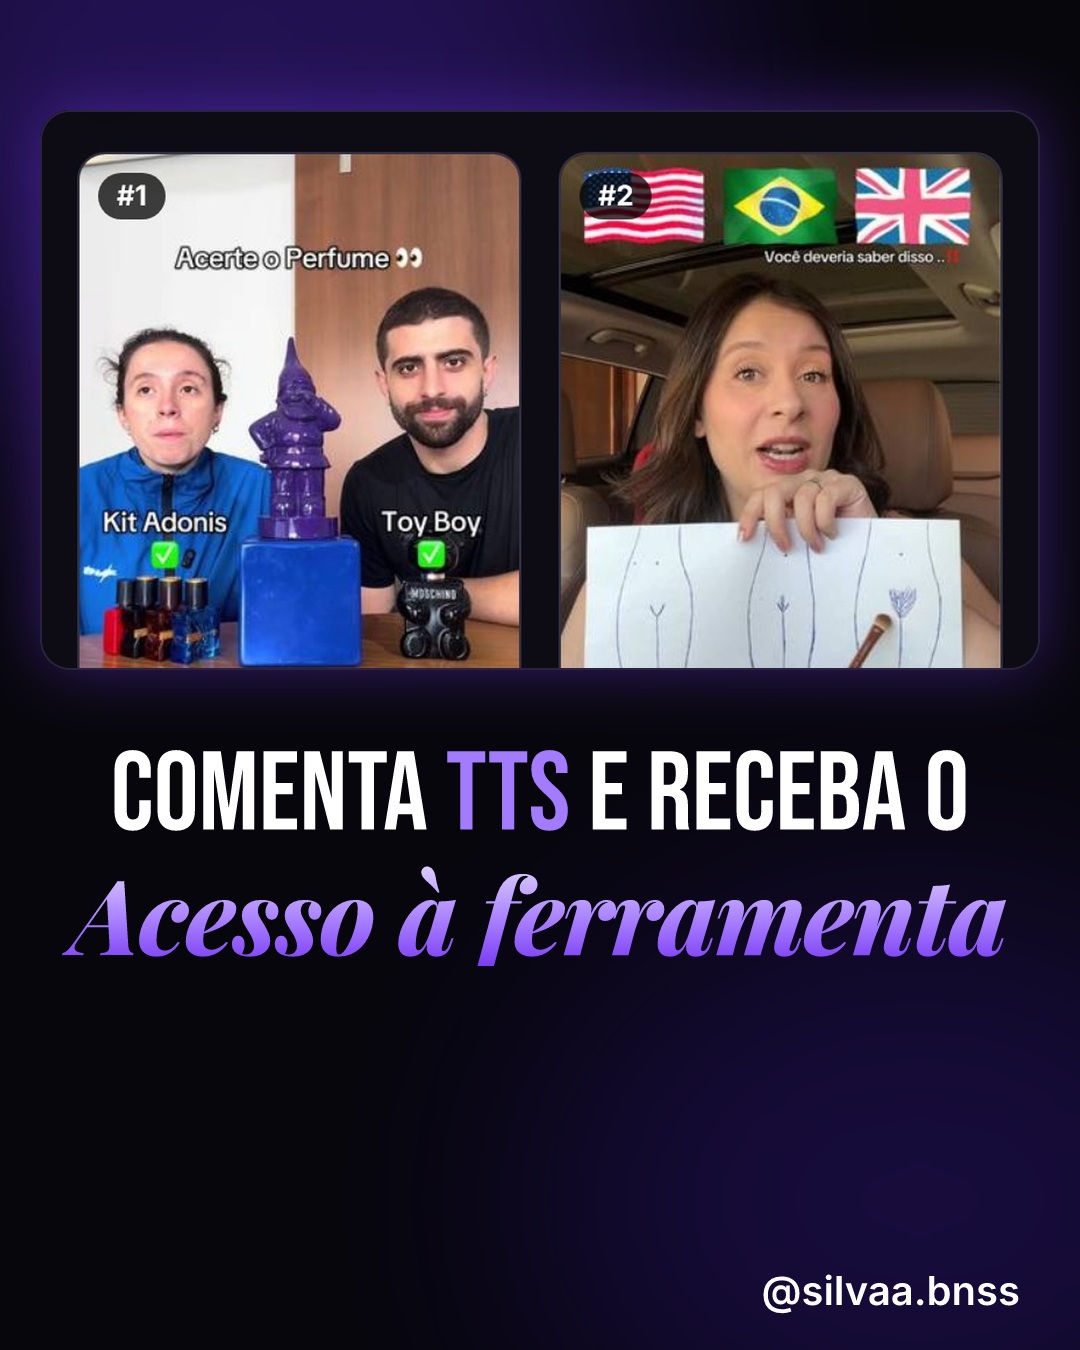 #1
Acerte o Perfume 👀
Kit Adonis
✅
Toy Boy
✅
MOSCHINO
#2
Você deveria saber disso ..‼️
COMENTA TTS E RECEBA O
Acesso à ferramenta
@silvaa.bnss